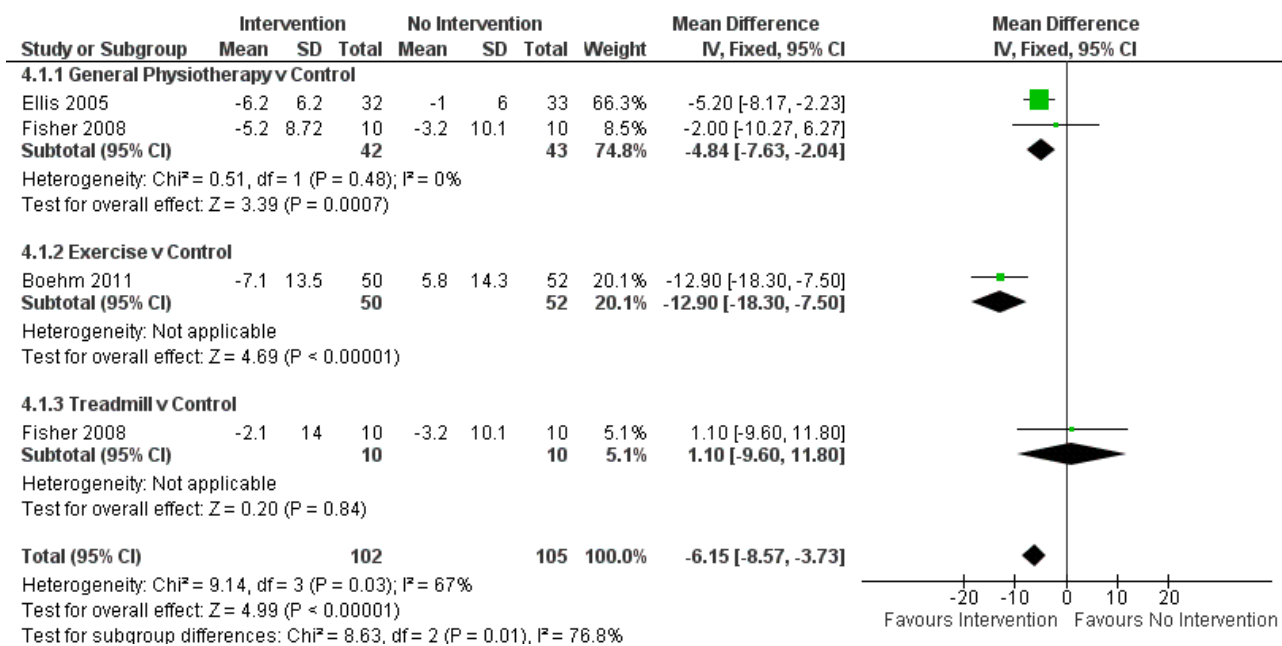 Intervention No Intervention Mean Difference Mean Difference
Study or Subgroup Mean SD Total Mean SD Total Weight IV, Fixed, 95% CI IV, Fixed, 95% CI
4.1.1 General Physiotherapy v Control
Ellis 2005 -6.2 6.2 32 -1 6 33 66.3% -5.20 [-8.17, -2.23]
Fisher 2008 -5.2 8.72 10 -3.2 10.1 10 8.5% -2.00 [-10.27, 6.27]
Subtotal (95% CI) 42 43 74.8% -4.84 [-7.63, -2.04]
Heterogeneity: Chi² = 0.51, df = 1 (P = 0.48); I² = 0%
Test for overall effect: Z = 3.39 (P = 0.0007)
4.1.2 Exercise v Control
Boehm 2011 -7.1 13.5 50 5.8 14.3 52 20.1% -12.90 [-18.30, -7.50]
Subtotal (95% CI) 50 52 20.1% -12.90 [-18.30, -7.50]
Heterogeneity: Not applicable
Test for overall effect: Z = 4.69 (P < 0.00001)
4.1.3 Treadmill v Control
Fisher 2008 -2.1 14 10 -3.2 10.1 10 5.1% 1.10 [-9.60, 11.80]
Subtotal (95% CI) 10 10 5.1% 1.10 [-9.60, 11.80]
Heterogeneity: Not applicable
Test for overall effect: Z = 0.20 (P = 0.84)
Total (95% CI) 102 105 100.0% -6.15 [-8.57, -3.73]
Heterogeneity: Chi² = 9.14, df = 3 (P = 0.03); I² = 67%
Test for overall effect: Z = 4.99 (P < 0.00001)
Test for subgroup differences: Chi² = 8.63, df = 2 (P = 0.01), I² = 76.8%
-20 -10 0 10 20
Favours Intervention Favours No Intervention